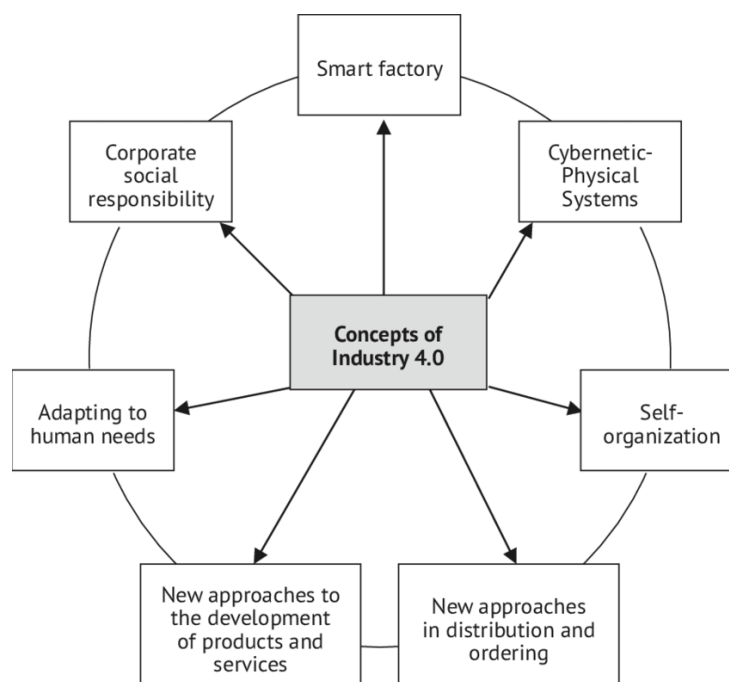 Smart factory
Corporate
social
responsibility
Cybernetic-
Physical
Systems
Concepts of
Industry 4.0
Adapting to
human needs
Self-
organization
New approaches to
the development
of products and
services
New approaches
in distribution and
ordering